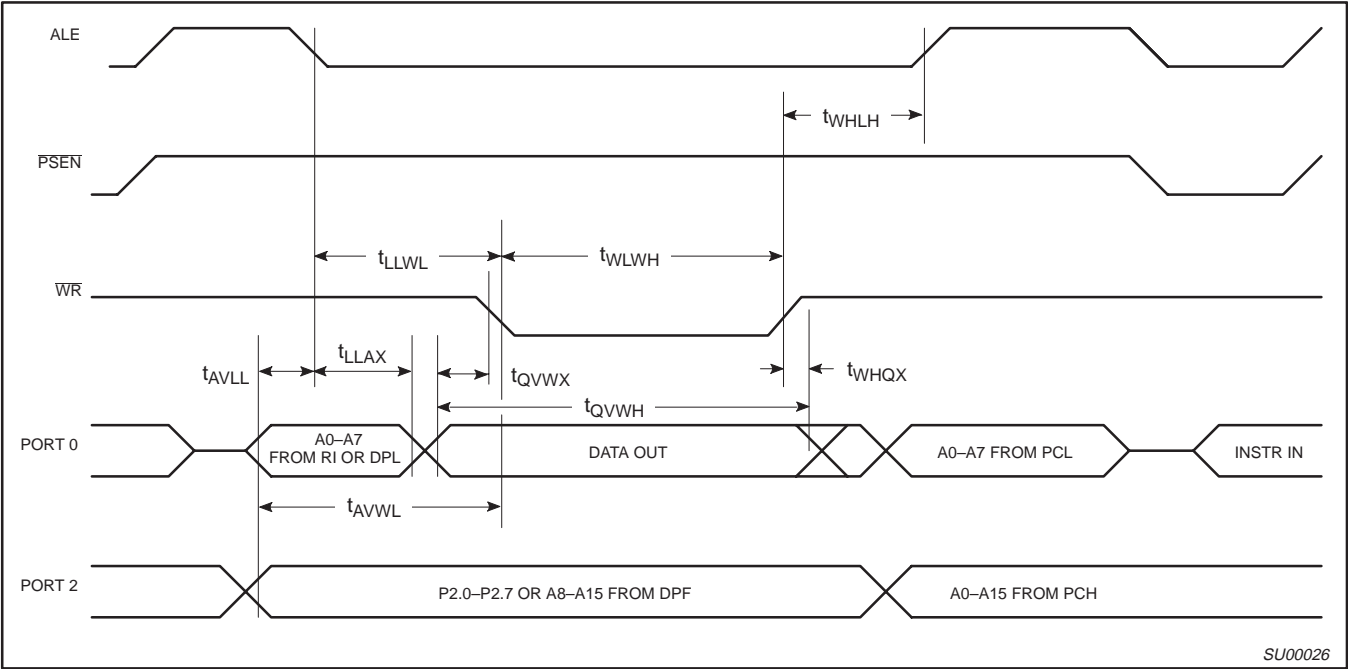 ALE
tWHLH
PSEN
tLLWL
tWLWH
WR
tAVLL
tLLAX
tQVWX
tWHQX
tQVWH
PORT 0
A0–A7
FROM RI OR DPL
DATA OUT
A0–A7 FROM PCL
INSTR IN
tAVWL
PORT 2
P2.0–P2.7 OR A8–A15 FROM DPF
A0–A15 FROM PCH
SU00026